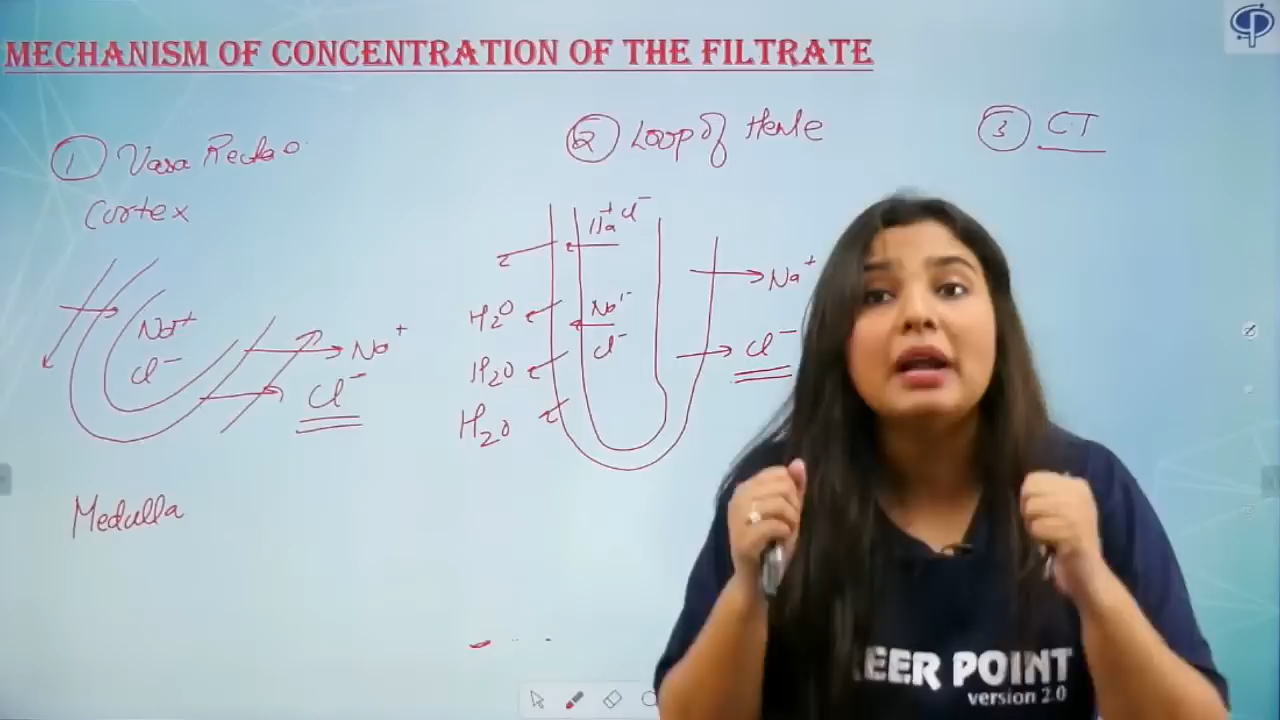 MECHANISM OF CONCENTRATION OF THE FILTRATE
① Vasa Recta
Cortex
Na+
Cl-
Na+
Cl-
Medulla
② Loop of Henle
Na+ Cl-
H2O
Na+
Cl-
H2O
H2O
Na+
Cl-
③ CT
EER POINT
version 2.0